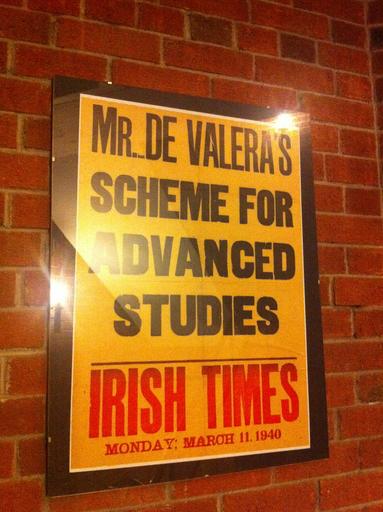 MR. DE VALERA'S
SCHEME FOR
ADVANCED
STUDIES
IRISH TIMES
MONDAY, MARCH 11. 1940